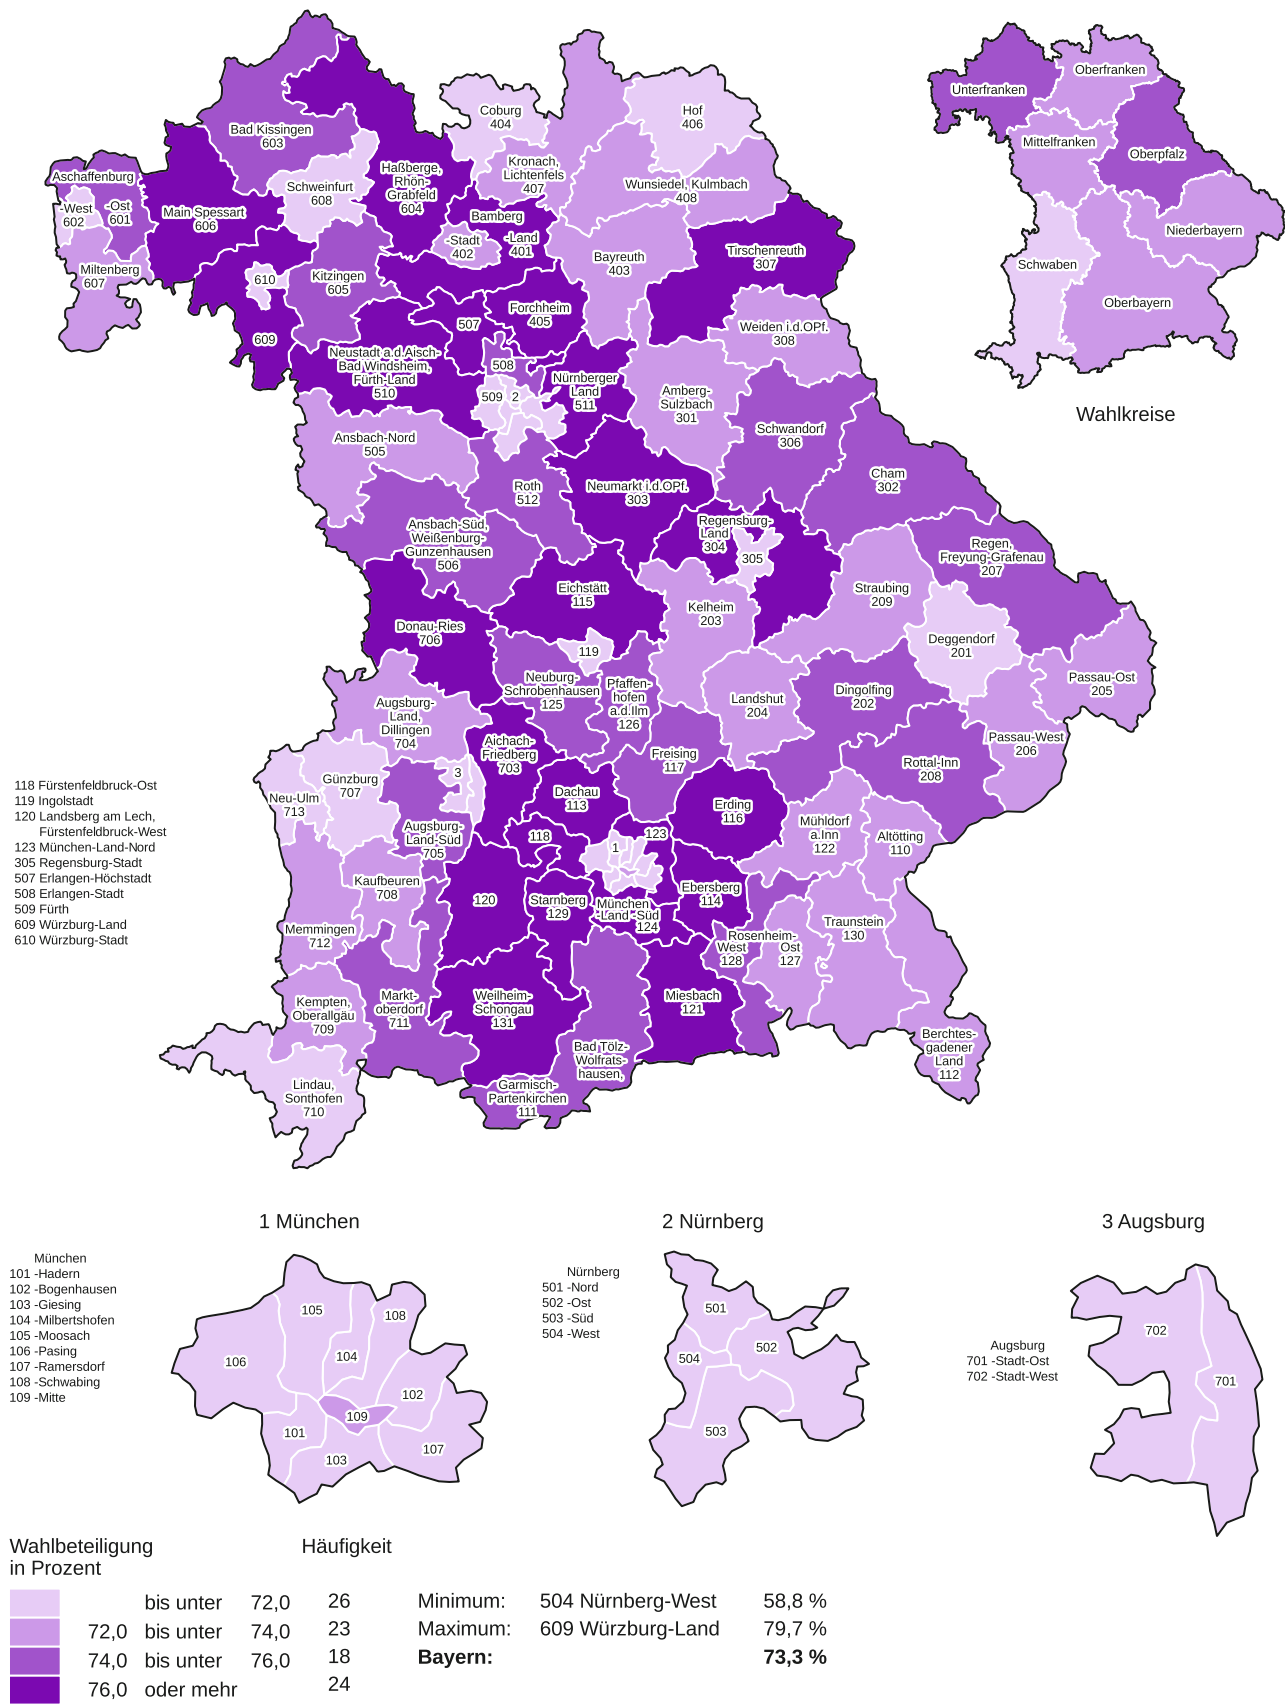 Bad Kissingen
603
Coburg
404
Hof
406
Oberfranken
Unterfranken
Mittelfranken
Oberpfalz
Niederbayern
Schwaben
Oberbayern
Wahlkreise
Aschaffenburg
-West
602
-Ost
601
Main Spessart
606
Schweinfurt
608
Haßberge,
Rhön-
Grabfeld
604
Kronach,
Lichtenfels
407
Wunsiedel, Kulmbach
408
Bamberg
-Stadt
402
-Land
401
Bayreuth
403
Tirschenreuth
307
Miltenberg
607
610
Kitzingen
605
609
507
Forchheim
405
Weiden i.d.OPf.
308
Neustadt a.d.Aisch-
Bad Windsheim,
Fürth-Land
510
508
509
2
Nürnberger
Land
511
Amberg-
Sulzbach
301
Schwandorf
306
Ansbach-Nord
505
Cham
302
Roth
512
Neumarkt i.d.OPf.
303
Ansbach-Süd,
Weißenburg-
Gunzenhausen
506
Regensburg-
Land
304
305
Regen,
Freyung-Grafenau
207
Eichstätt
115
Kelheim
203
Straubing
209
Donau-Ries
706
119
Deggendorf
201
Neuburg-
Schrobenhausen
125
Pfaffen-
hofen
a.d.Ilm
126
Landshut
204
Dingolfing
202
Passau-Ost
205
Augsburg-
Land,
Dillingen
704
Aichach-
Friedberg
703
Freising
117
Passau-West
206
Rottal-Inn
208
Günzburg
707
3
Neu-Ulm
713
Dachau
113
Erding
116
Mühldorf
a.Inn
122
Altötting
110
Augsburg-
Land-Süd
705
118
123
1
Kaufbeuren
708
120
Starnberg
129
München
-Land -Süd
124
Ebersberg
114
Memmingen
712
Rosenheim-
West
128
Ost
127
Traunstein
130
Kempten,
Oberallgäu
709
Markt-
oberdorf
711
Weilheim-
Schongau
131
Miesbach
121
Bad Tölz-
Wolfrats-
hausen,
Garmisch-
Partenkirchen
111
Berchtes-
gadener
Land
112
Lindau,
Sonthofen
710
118 Fürstenfeldbruck-Ost
119 Ingolstadt
120 Landsberg am Lech,
Fürstenfeldbruck-West
123 München-Land-Nord
305 Regensburg-Stadt
507 Erlangen-Höchstadt
508 Erlangen-Stadt
509 Fürth
609 Würzburg-Land
610 Würzburg-Stadt
1 München
München
101 -Hadern
102 -Bogenhausen
103 -Giesing
104 -Milbertshofen
105 -Moosach
106 -Pasing
107 -Ramersdorf
108 -Schwabing
109 -Mitte
105
108
106
104
102
109
101
103
107
2 Nürnberg
Nürnberg
501 -Nord
502 -Ost
503 -Süd
504 -West
501
502
504
503
3 Augsburg
Augsburg
701 -Stadt-Ost
702 -Stadt-West
702
701
Wahlbeteiligung
in Prozent
Häufigkeit
bis unter 72,0 26
72,0 bis unter 74,0 23
74,0 bis unter 76,0 18
76,0 oder mehr 24
Minimum: 504 Nürnberg-West 58,8 %
Maximum: 609 Würzburg-Land 79,7 %
Bayern: 73,3 %